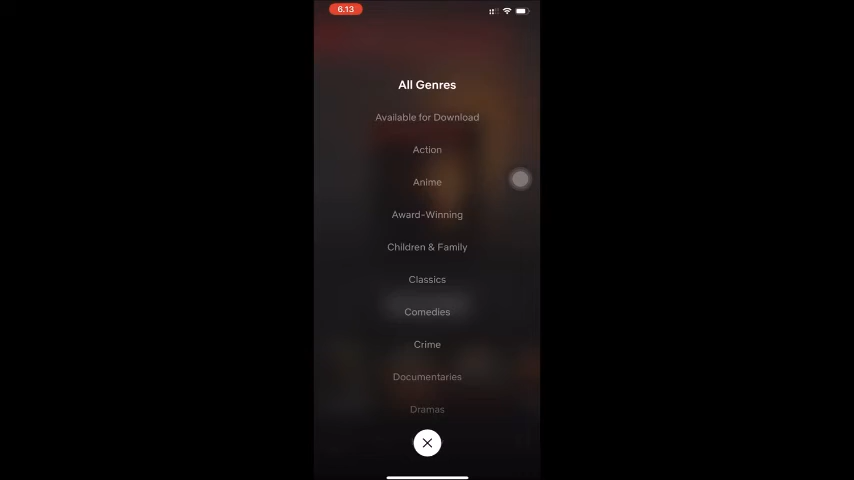 6.13
All Genres
Available for Download
Action
Anime
Award-Winning
Children & Family
Classics
Comedies
Crime
Documentaries
Dramas